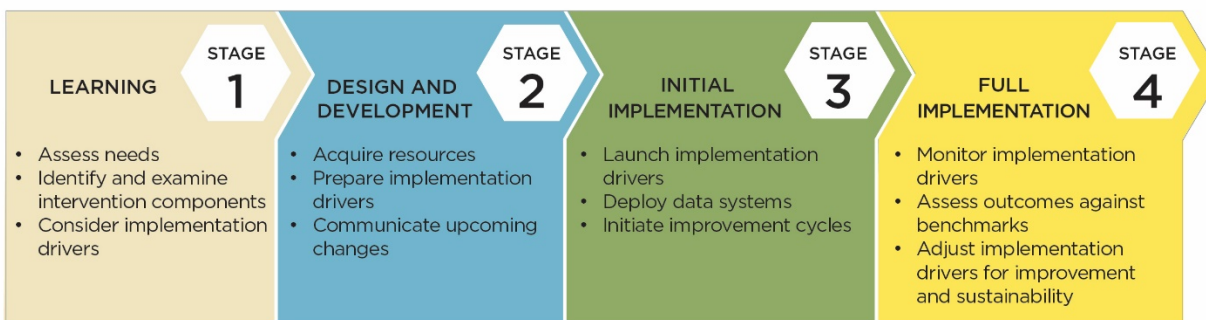 LEARNING
STAGE
1
• Assess needs
• Identify and examine
intervention components
• Consider implementation
drivers
DESIGN AND
DEVELOPMENT
STAGE
2
• Acquire resources
• Prepare implementation
drivers
• Communicate upcoming
changes
INITIAL
IMPLEMENTATION
STAGE
3
• Launch implementation
drivers
• Deploy data systems
• Initiate improvement cycles
FULL
IMPLEMENTATION
STAGE
4
• Monitor implementation
drivers
• Assess outcomes against
benchmarks
• Adjust implementation
drivers for improvement
and sustainability